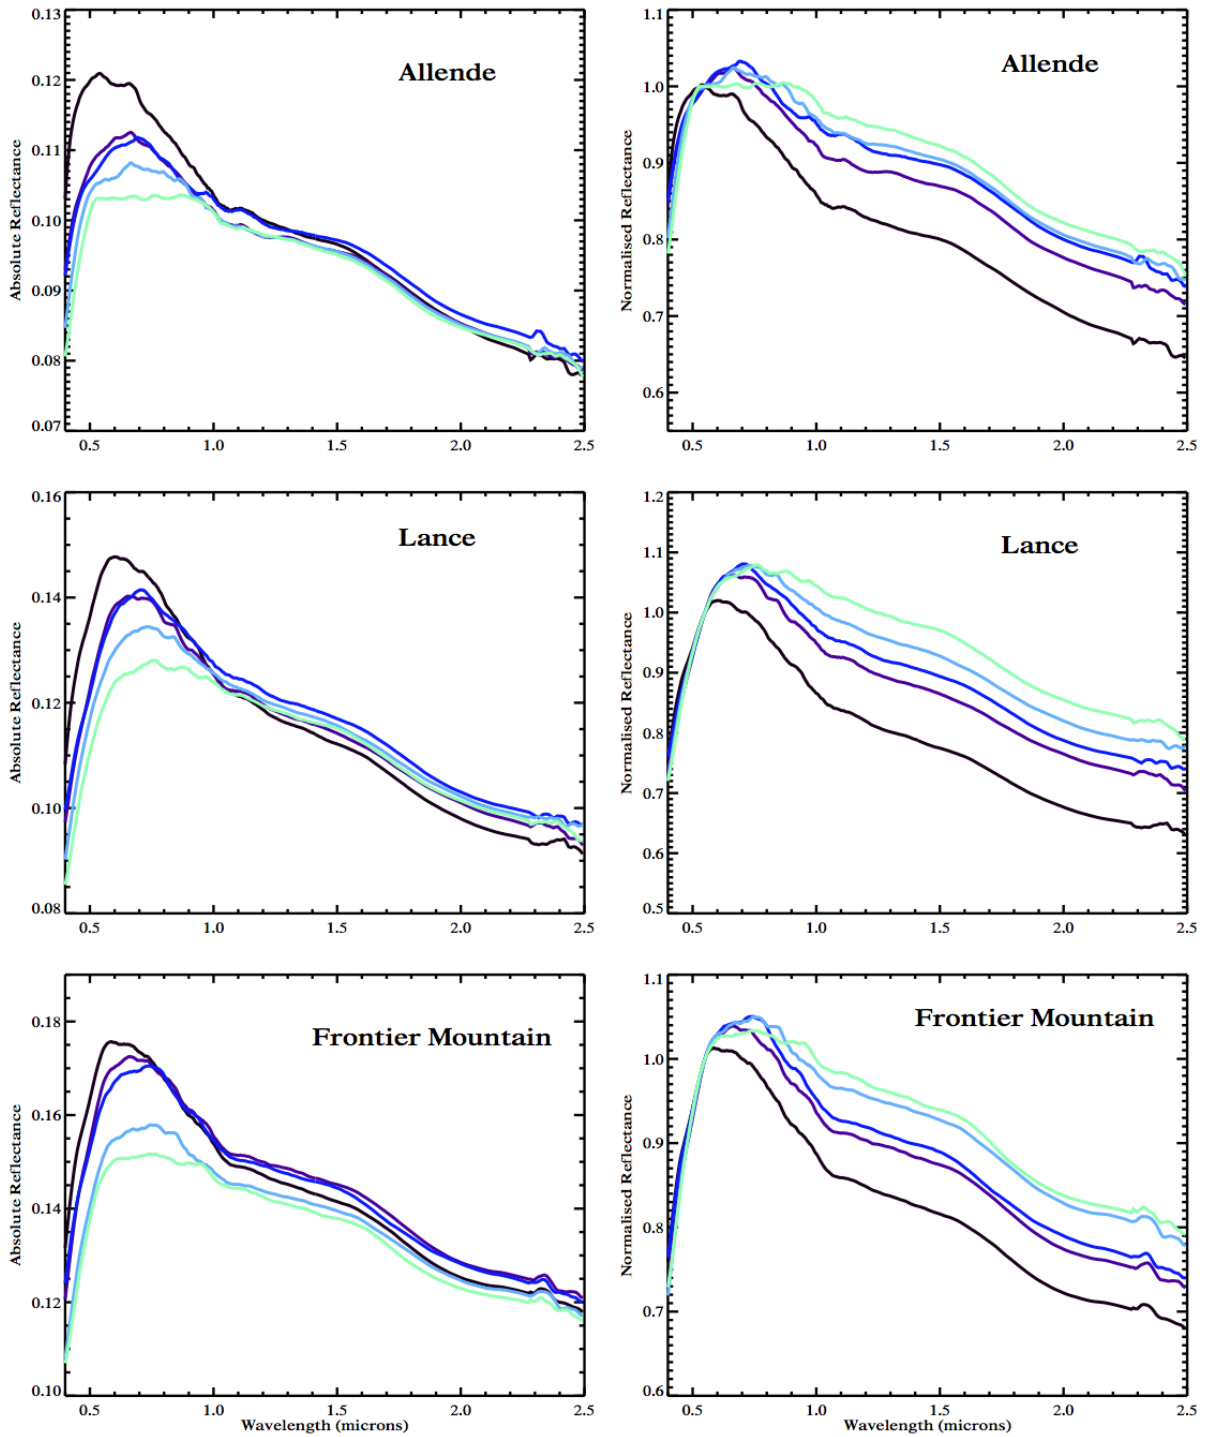 0.13
0.12
0.11
0.10
0.09
0.08
0.07
0.5 1.0 1.5 2.0 2.5
Absolute Reflectance
Allende
1.1
1.0
0.9
0.8
0.7
0.6
0.5 1.0 1.5 2.0 2.5
Normalised Reflectance
Allende
0.16
0.14
0.12
0.10
0.08
0.5 1.0 1.5 2.0 2.5
Absolute Reflectance
Lance
1.2
1.1
1.0
0.9
0.8
0.7
0.6
0.5
0.5 1.0 1.5 2.0 2.5
Normalised Reflectance
Lance
0.18
0.16
0.14
0.12
0.10
0.5 1.0 1.5 2.0 2.5
Absolute Reflectance
Frontier Mountain
Wavelength (microns)
1.1
1.0
0.9
0.8
0.7
0.6
0.5 1.0 1.5 2.0 2.5
Normalised Reflectance
Frontier Mountain
Wavelength (microns)